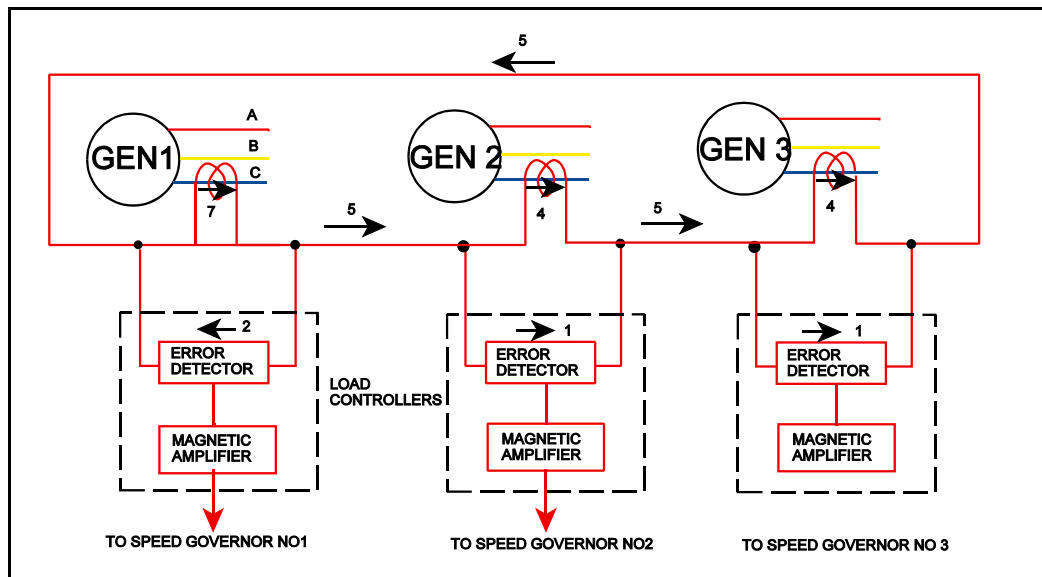 5
A
GEN1
B
C
7
GEN 2
4
GEN 3
4
5
5
2
ERROR
DETECTOR
MAGNETIC
AMPLIFIER
LOAD
CONTROLLERS
1
ERROR
DETECTOR
MAGNETIC
AMPLIFIER
1
ERROR
DETECTOR
MAGNETIC
AMPLIFIER
TO SPEED GOVERNOR NO1
TO SPEED GOVERNOR NO2
TO SPEED GOVERNOR NO 3